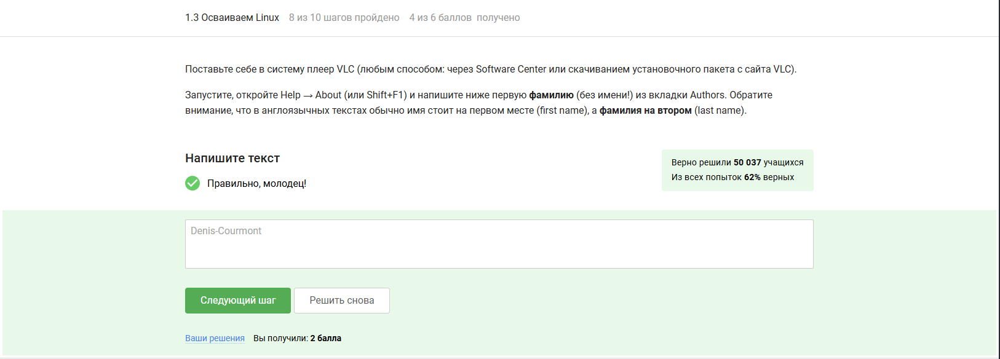 1.3 Осваиваем Linux 8 из 10 шагов пройдено 4 из 6 баллов получено
Поставьте себе в систему плеер VLC (любым способом: через Software Center или скачиванием установочного пакета с сайта VLC).
Запустите, откройте Help → About (или Shift+F1) и напишите ниже первую фамилию (без имени!) из вкладки Authors. Обратите
внимание, что в англоязычных текстах обычно имя стоит на первом месте (first name), а фамилия на втором (last name).
Напишите текст
Правильно, молодец!
Верно решили 50 037 учащихся
Из всех попыток 62% верных
Denis-Courmont
Следующий шаг
Решить снова
Ваши решения Вы получили: 2 балла